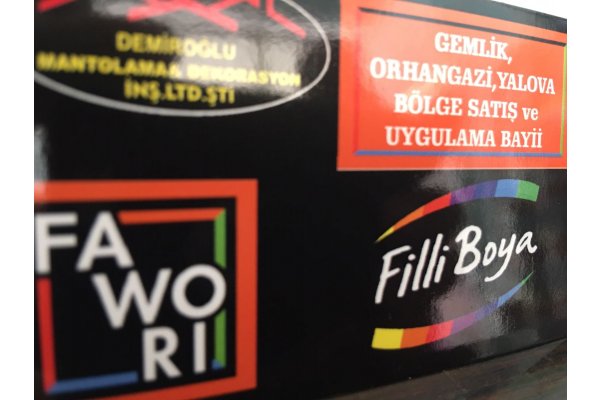 DEMİROĞLU
MANTOLAMA & DEKORASYON
İNŞ.LTD.ŞTİ
GEMLİK,
ORHANGAZİ,YALOVA
BÖLGE SATIŞ ve
UYGULAMA BAYİİ
FA
WO
RI
Filli Boya